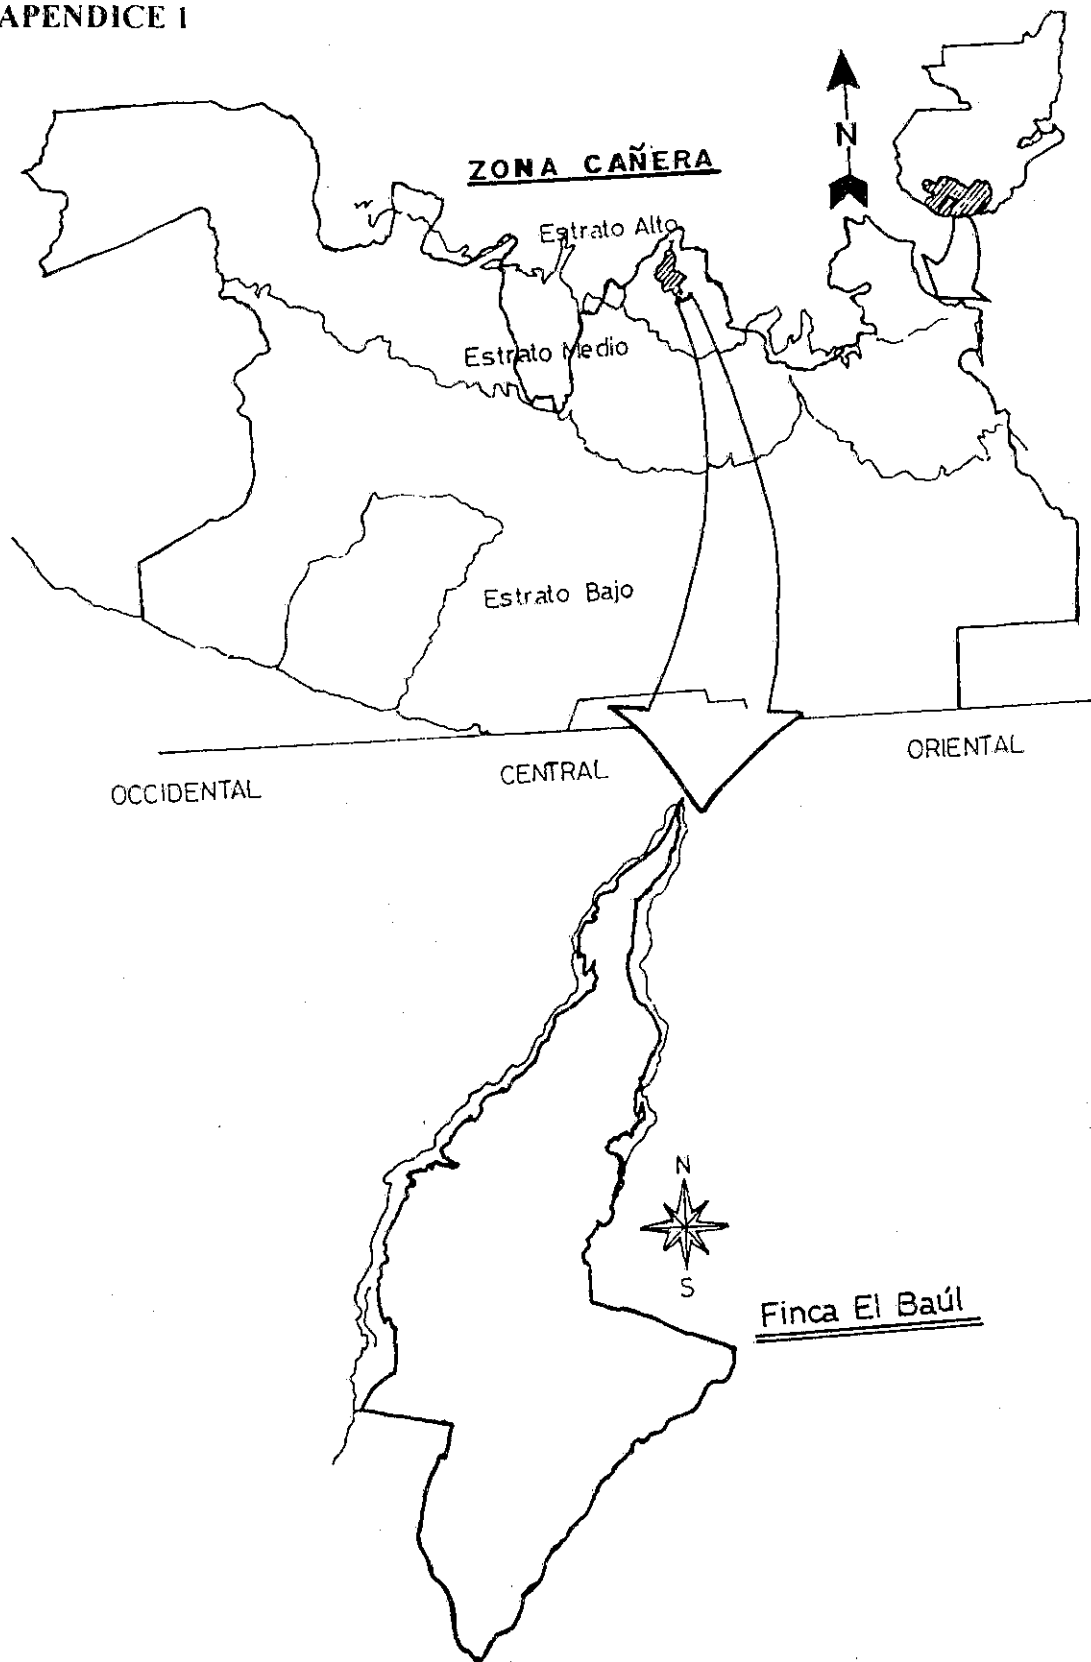 APENDICE 1
N
ZONA CAÑERA
Estrato Alto
Estrato Medio
Estrato Bajo
OCCIDENTAL
CENTRAL
ORIENTAL
N
S
Finca El Baúl